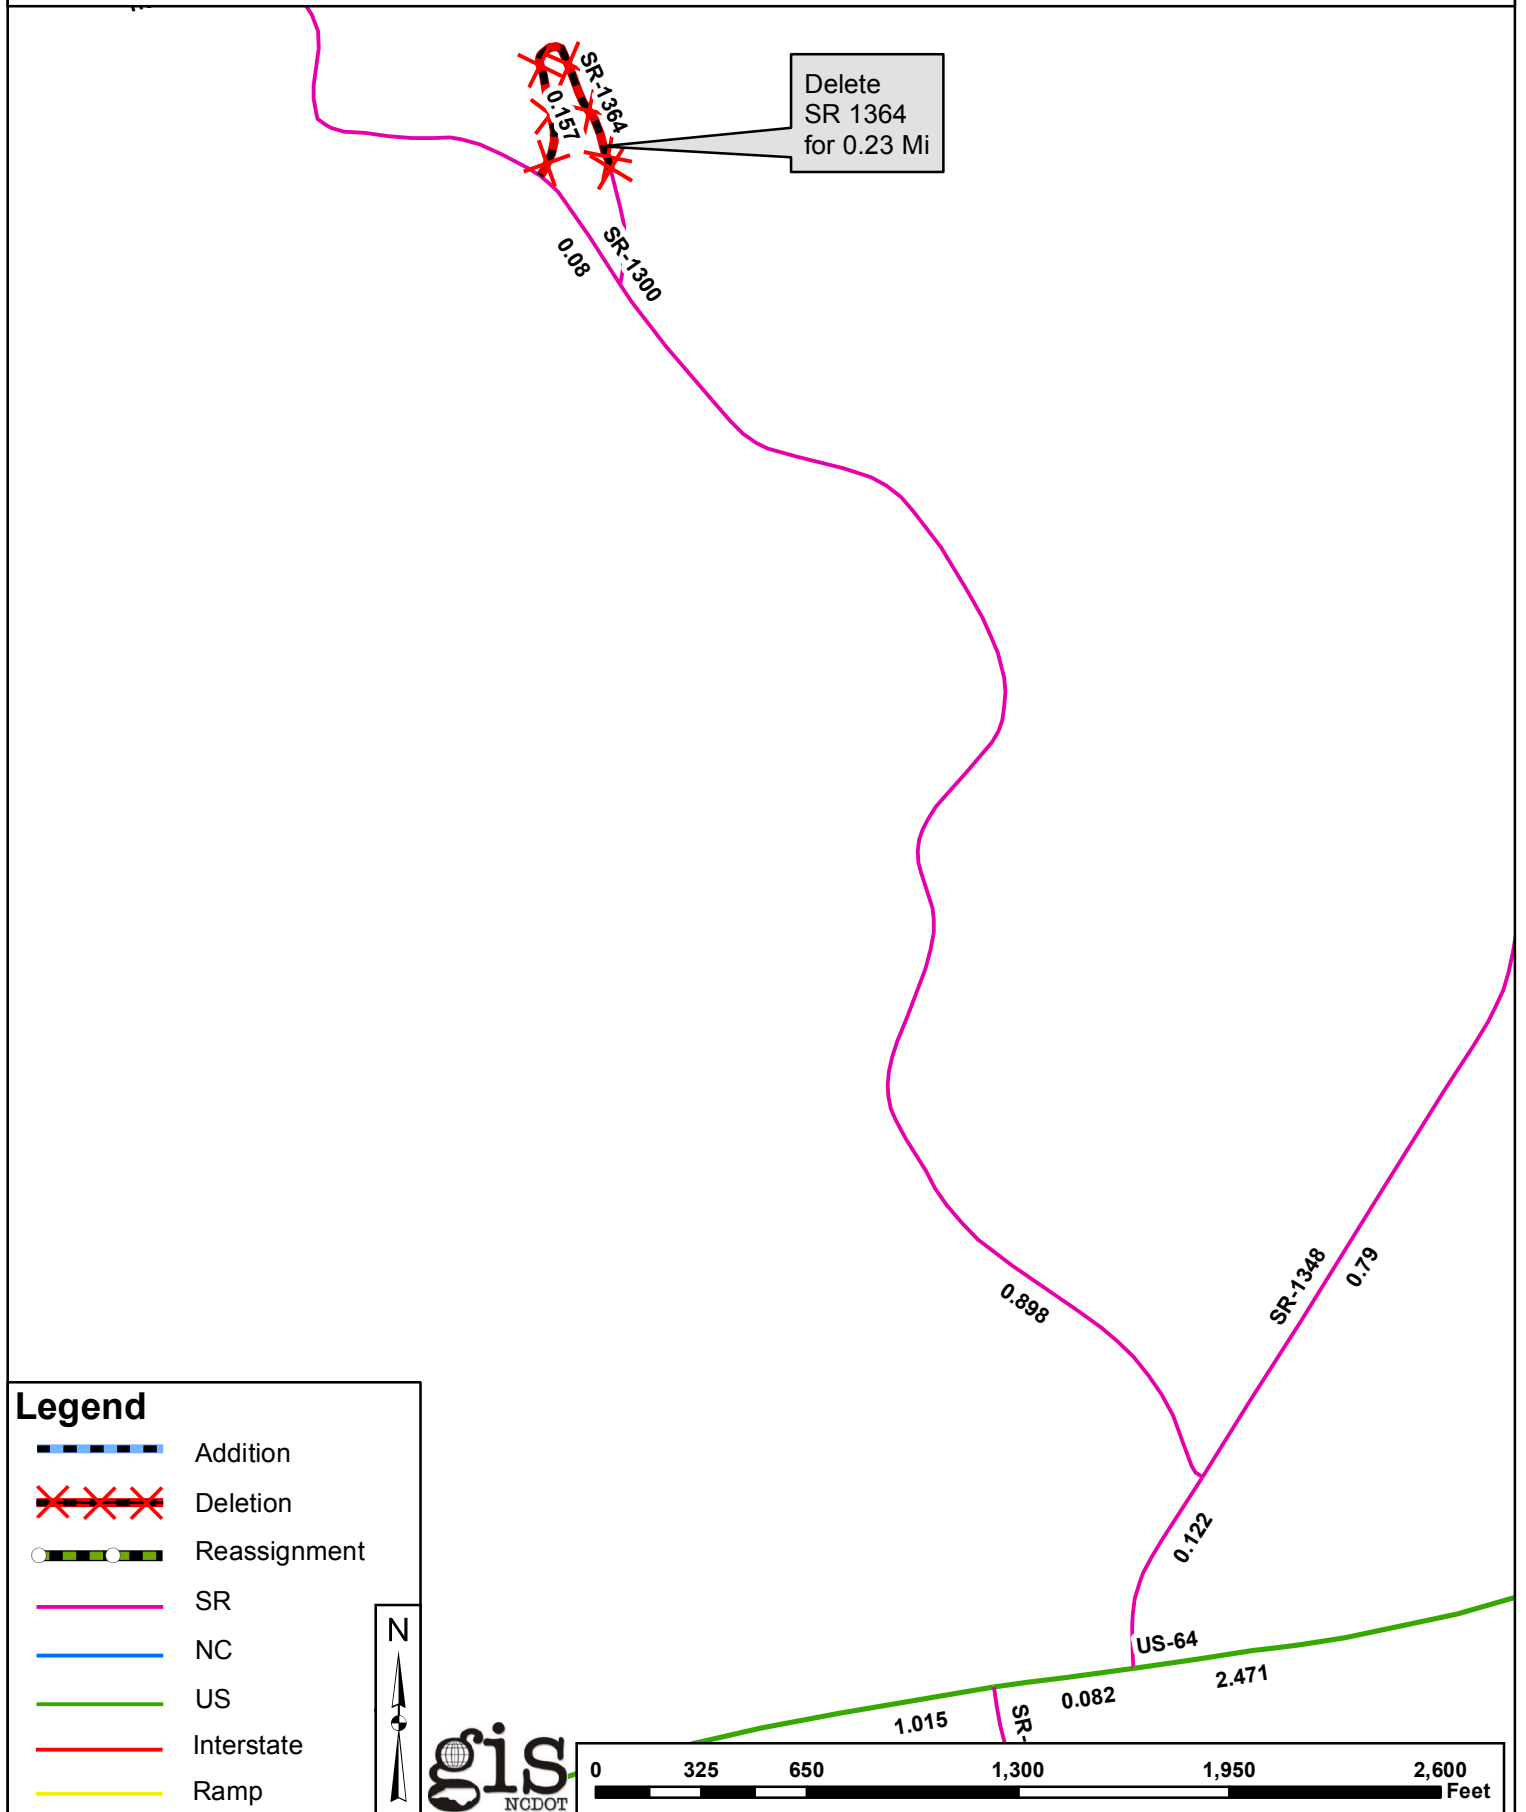 SR-1364
0.157
Delete
SR 1364
for 0.23 Mi
SR-1300
0.08
0.898
SR-1348
0.79
0.122
US-64
2.471
0.082
1.015
SR-
Legend
Addition
Deletion
Reassignment
SR
NC
US
Interstate
Ramp
N
gis
NCDOT
0 325 650 1,300 1,950 2,600
Feet